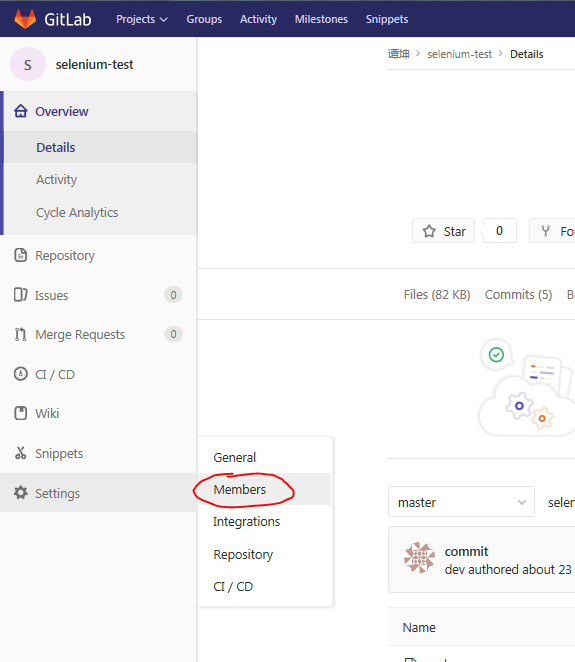 GitLab Projects Groups Activity Milestones Snippets
S selenium-test
谭坤 > selenium-test > Details
Overview
Details
Activity
Cycle Analytics
Star 0 Fo
Repository
Issues 0
Files (82 KB) Commits (5) B
Merge Requests 0
CI / CD
Wiki
Snippets
Settings
General
Members
Integrations
Repository
CI / CD
master selen
commit
dev authored about 23
Name